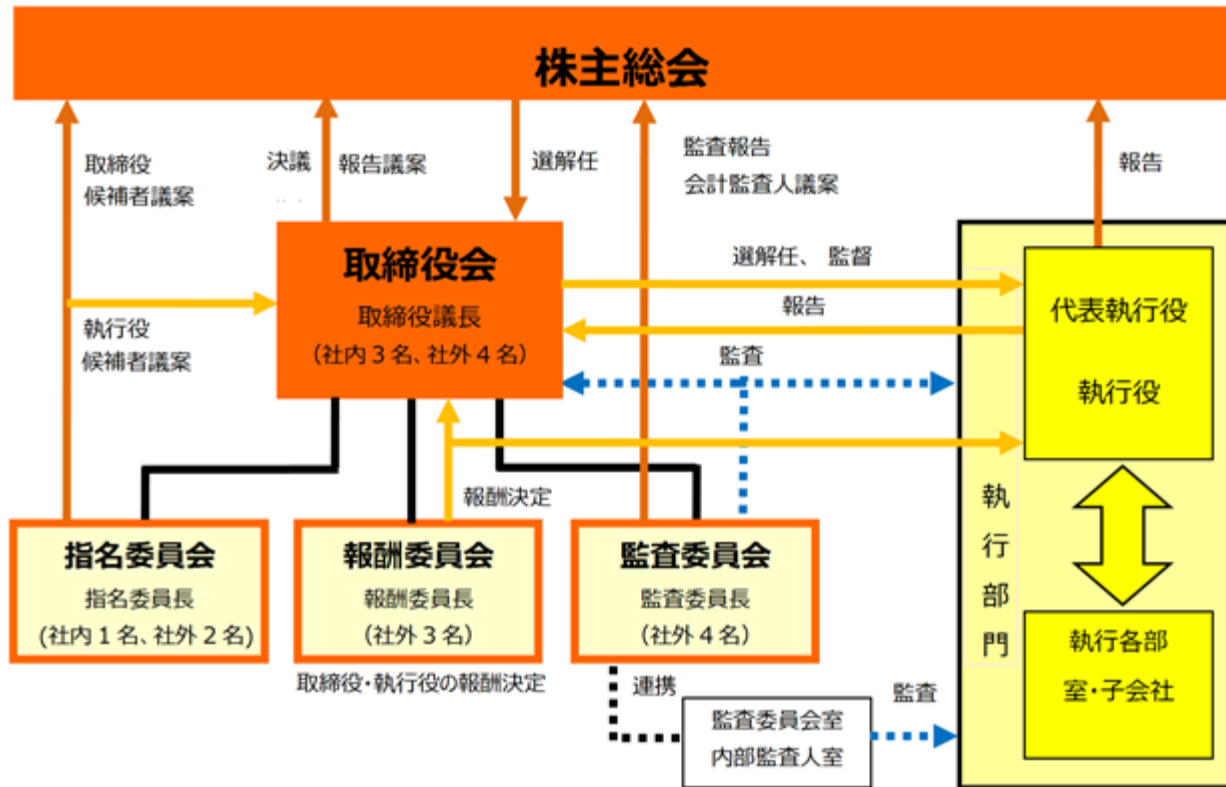 株主総会
取締役
候補者議案
決議
報告議案
選解任
監査報告
会計監査人議案
報告
取締役会
取締役議長
（社内３名、社外４名）
選解任、 監督
報告
監査
執行役
候補者議案
代表執行役
執行役
報酬決定
執行部門
指名委員会
指名委員長
(社内１名、社外２名)
報酬委員会
報酬委員長
（社外３名）
監査委員会
監査委員長
（社外４名）
執行各部
室・子会社
取締役・執行役の報酬決定
連携
監査委員会室
内部監査人室
監査